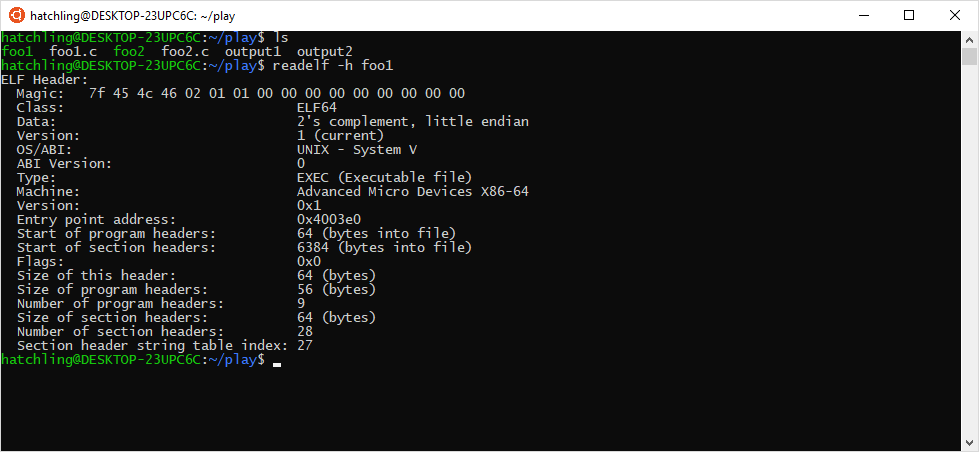 hatchling@DESKTOP-23UPC6C: ~/play
hatchling@DESKTOP-23UPC6C:~/play$ ls
foo1  foo1.c  foo2  foo2.c  output1  output2
hatchling@DESKTOP-23UPC6C:~/play$ readelf -h foo1
ELF Header:
  Magic:   7f 45 4c 46 02 01 01 00 00 00 00 00 00 00 00 00
  Class:                             ELF64
  Data:                              2's complement, little endian
  Version:                           1 (current)
  OS/ABI:                            UNIX - System V
  ABI Version:                       0
  Type:                              EXEC (Executable file)
  Machine:                           Advanced Micro Devices X86-64
  Version:                           0x1
  Entry point address:               0x4003e0
  Start of program headers:          64 (bytes into file)
  Start of section headers:          6384 (bytes into file)
  Flags:                             0x0
  Size of this header:               64 (bytes)
  Size of program headers:           56 (bytes)
  Number of program headers:         9
  Size of section headers:           64 (bytes)
  Number of section headers:         28
  Section header string table index: 27
hatchling@DESKTOP-23UPC6C:~/play$